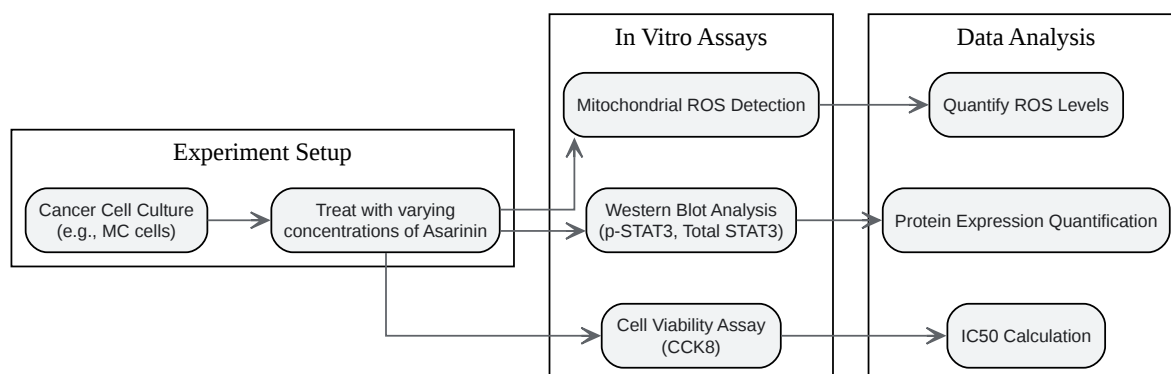 Experiment Setup
Cancer Cell Culture
(e.g., MC cells)
Treat with varying
concentrations of Asarinin
In Vitro Assays
Mitochondrial ROS Detection
Western Blot Analysis
(p-STAT3, Total STAT3)
Cell Viability Assay
(CCK8)
Data Analysis
Quantify ROS Levels
Protein Expression Quantification
IC50 Calculation